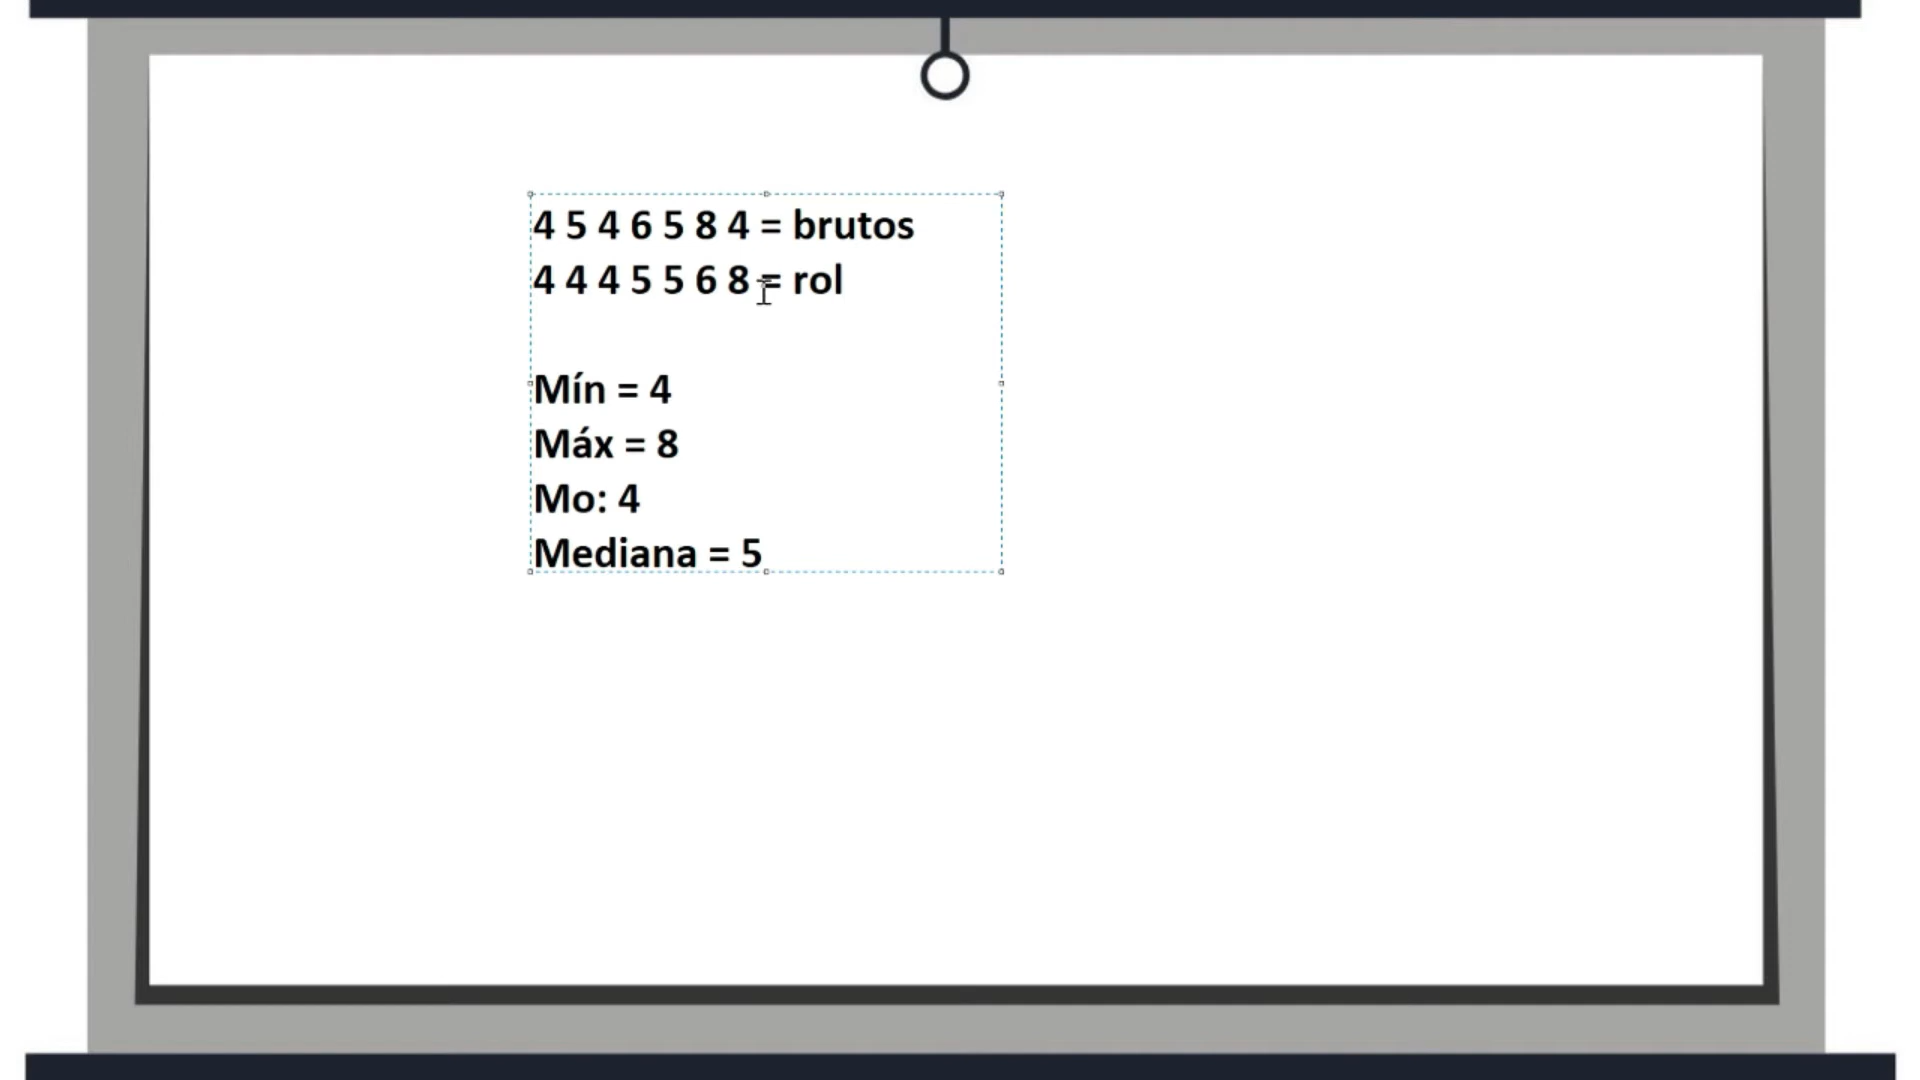 4 5 4 6 5 8 4 = brutos
4 4 4 5 5 6 8 = rol
Mín = 4
Máx = 8
Mo: 4
Mediana = 5